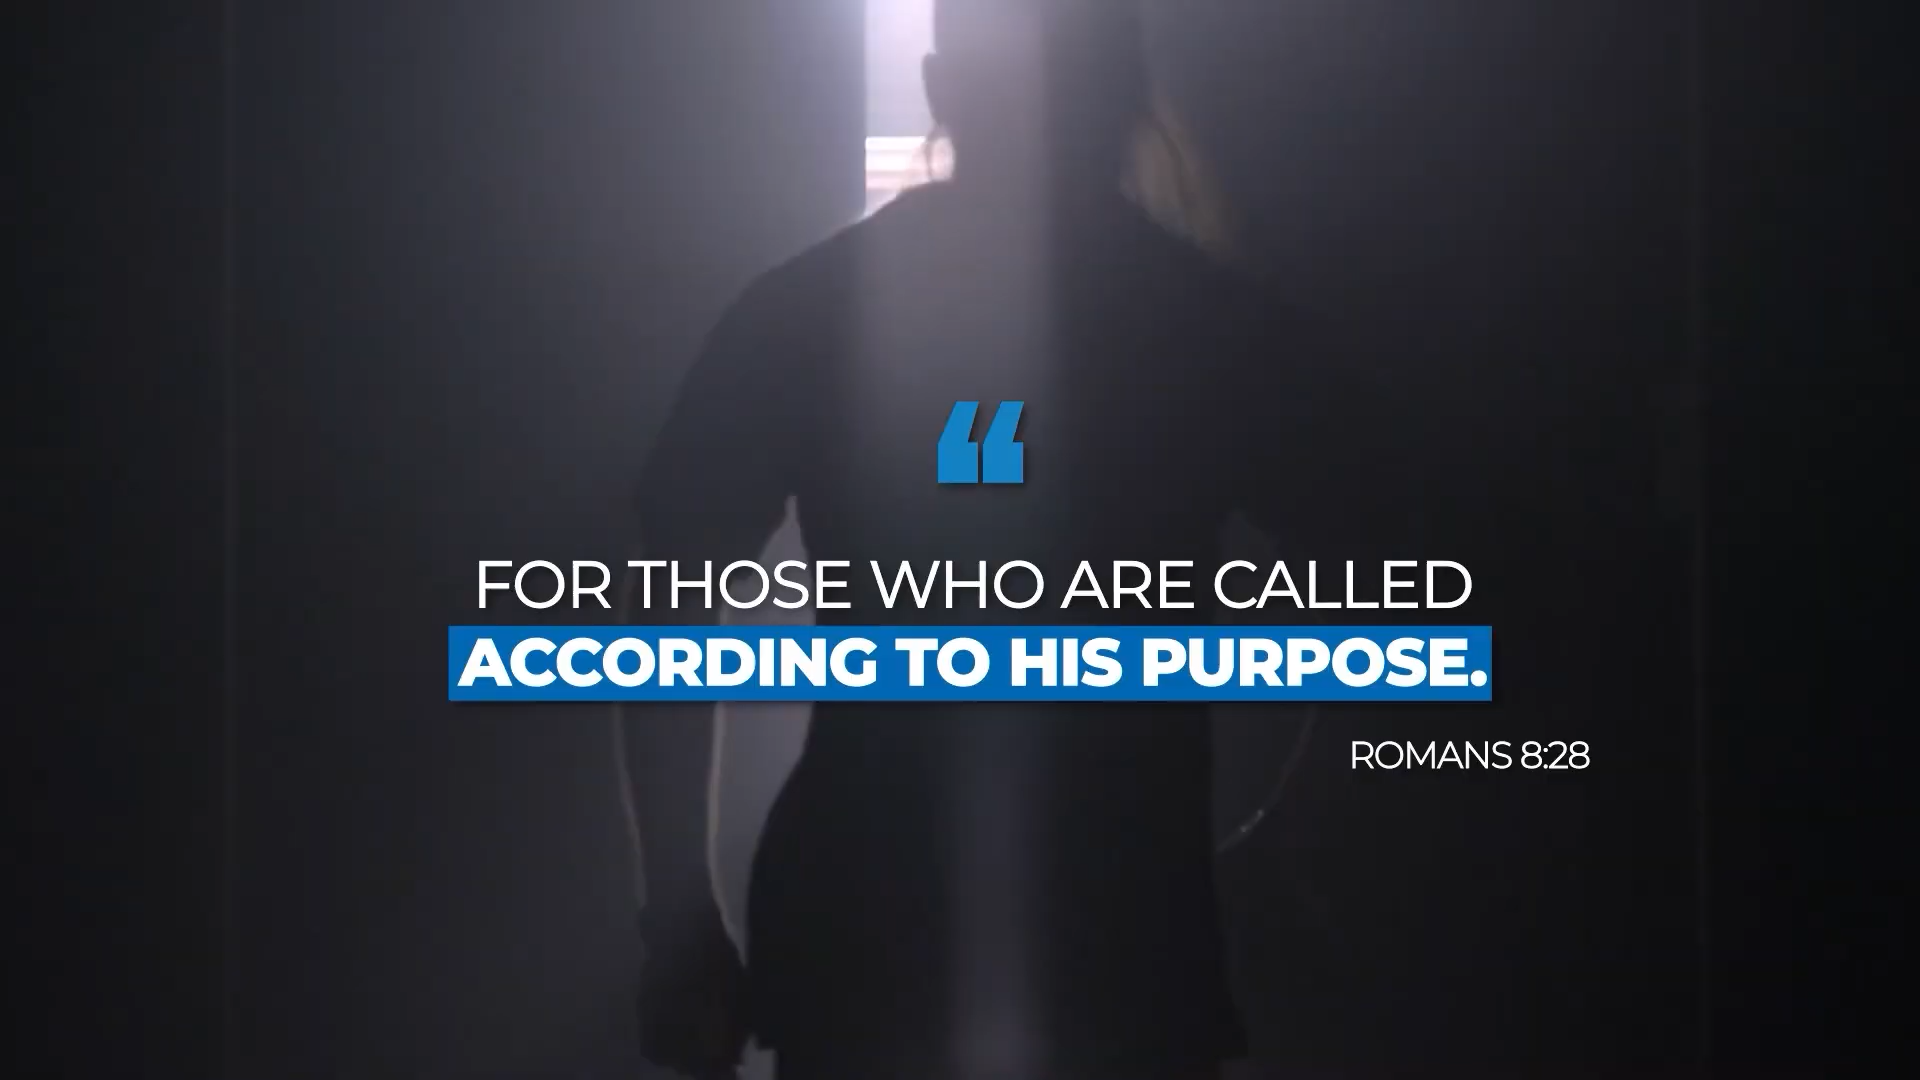 “
FOR THOSE WHO ARE CALLED
ACCORDING TO HIS PURPOSE.
ROMANS 8:28